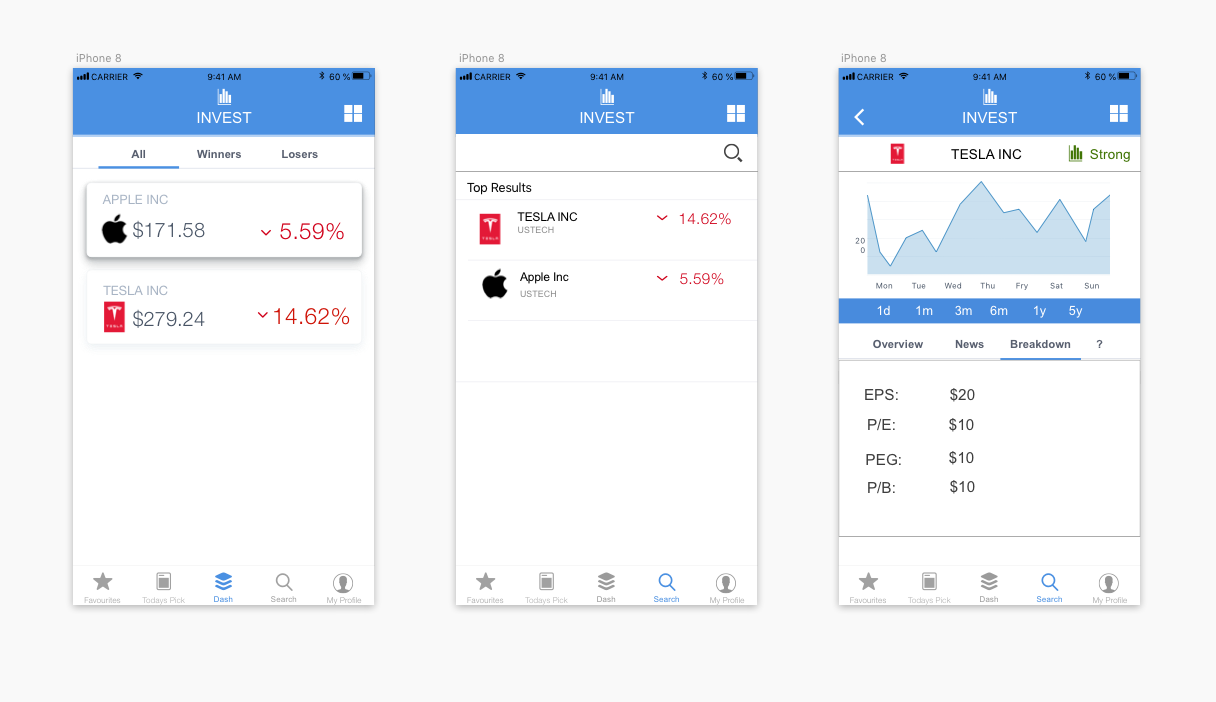 iPhone 8
CARRIER 9:41 AM 60 %
INVEST
All Winners Losers
APPLE INC
$171.58 5.59%
TESLA INC
$279.24 14.62%
TESLA
Favourites Todays Pick Dash Search My Profile
iPhone 8
CARRIER 9:41 AM 60 %
INVEST
Top Results
TESLA INC 14.62%
USTECH
TESLA
Apple Inc 5.59%
USTECH
Favourites Todays Pick Dash Search My Profile
iPhone 8
CARRIER 9:41 AM 60 %
INVEST
TESLA INC Strong
20
0
Mon Tue Wed Thu Fry Sat Sun
1d 1m 3m 6m 1y 5y
Overview News Breakdown ?
EPS: $20
P/E: $10
PEG: $10
P/B: $10
Favourites Todays Pick Dash Search My Profile